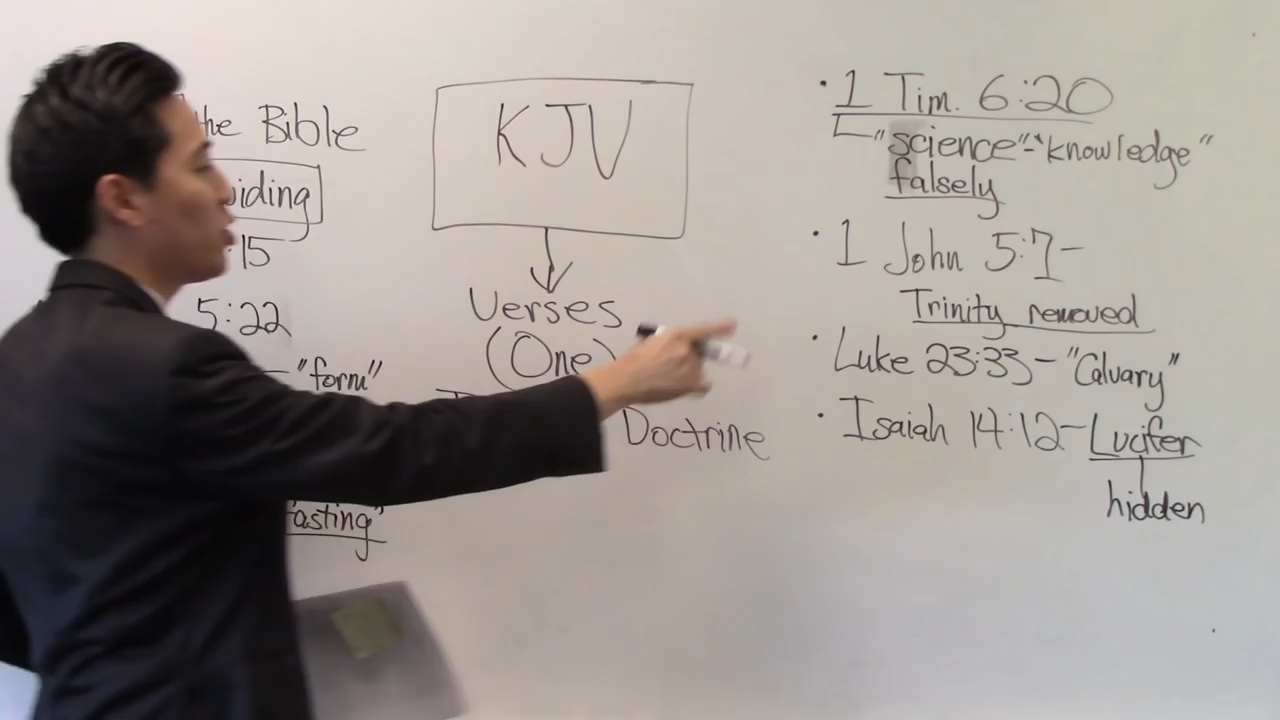 the Bible
iding
15
5:22
- "form"
fasting"
KJV
Verses
(One)
Doctrine
· 1 Tim. 6:20
"science"-"knowledge"
falsely
· 1 John 5:7-
Trinity removed
· Luke 23:33-"Calvary"
· Isaiah 14:12-Lucifer
hidden